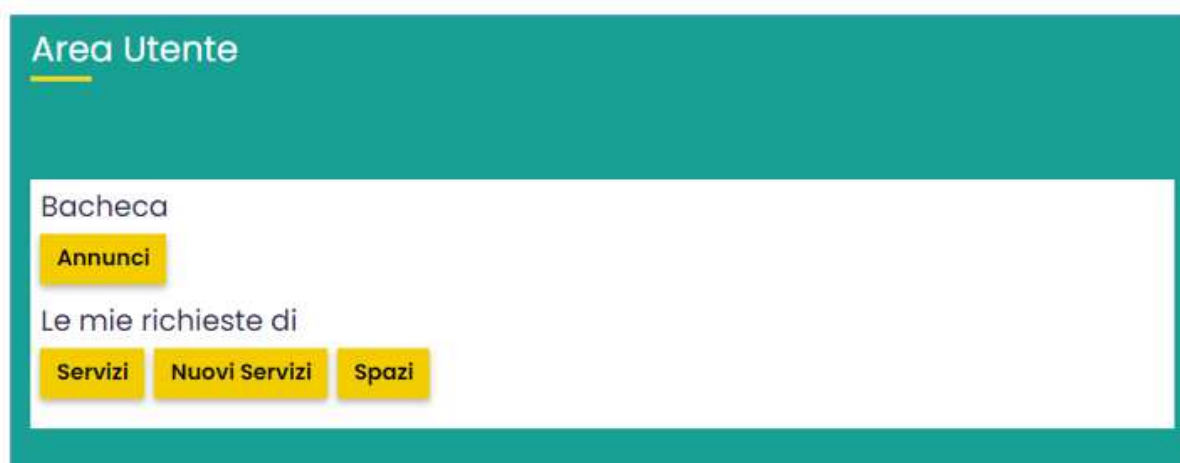 Area Utente
Bacheca
Annunci
Le mie richieste di
Servizi Nuovi Servizi Spazi